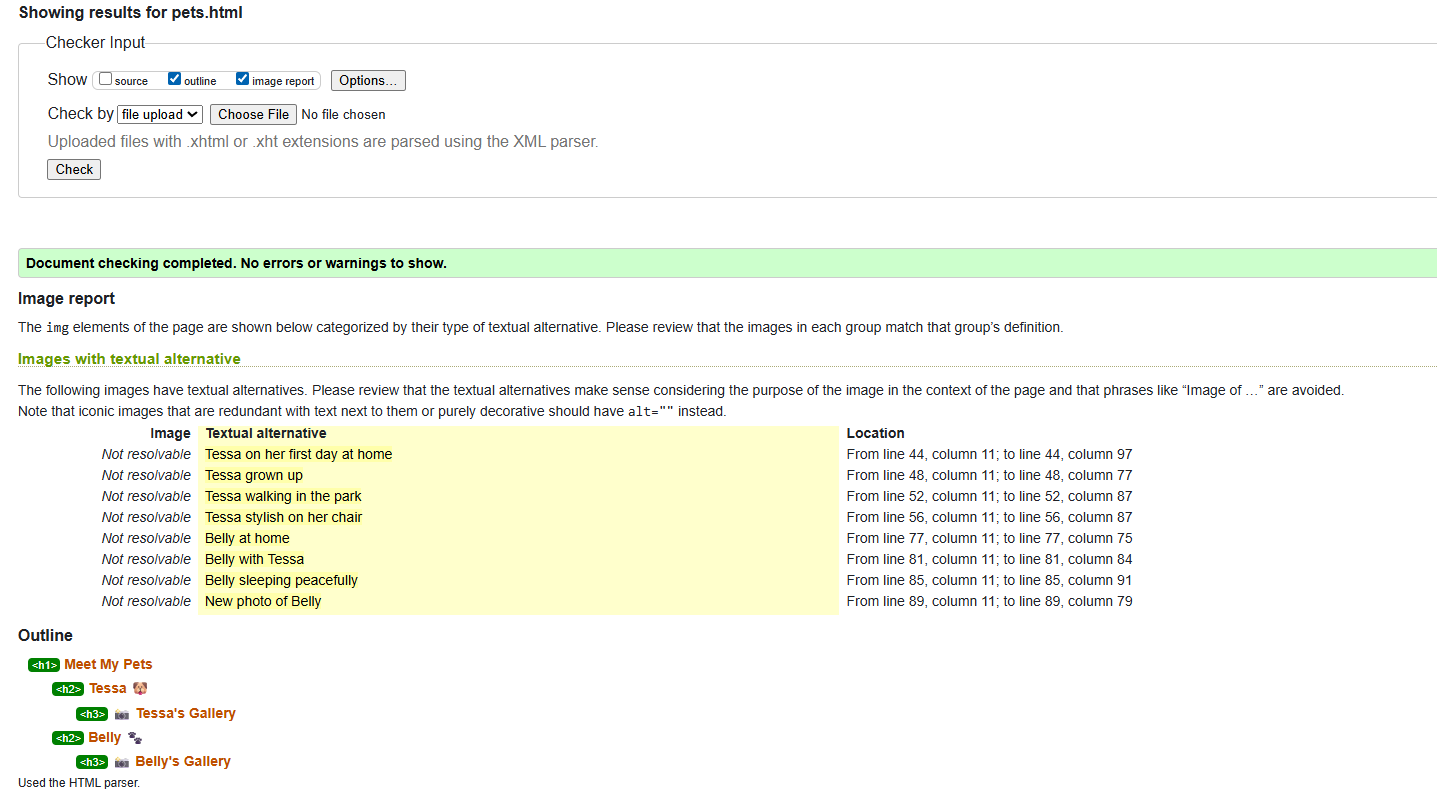 Showing results for pets.html
Checker Input
Show source outline image report Options...
Check by file upload Choose File No file chosen
Uploaded files with .xhtml or .xht extensions are parsed using the XML parser.
Check
Document checking completed. No errors or warnings to show.
Image report
The img elements of the page are shown below categorized by their type of textual alternative. Please review that the images in each group match that group’s definition.
Images with textual alternative
The following images have textual alternatives. Please review that the textual alternatives make sense considering the purpose of the image in the context of the page and that phrases like “Image of …” are avoided.
Note that iconic images that are redundant with text next to them or purely decorative should have alt="" instead.
Image Textual alternative Location
Not resolvable Tessa on her first day at home From line 44, column 11; to line 44, column 97
Not resolvable Tessa grown up From line 48, column 11; to line 48, column 77
Not resolvable Tessa walking in the park From line 52, column 11; to line 52, column 87
Not resolvable Tessa stylish on her chair From line 56, column 11; to line 56, column 87
Not resolvable Belly at home From line 77, column 11; to line 77, column 75
Not resolvable Belly with Tessa From line 81, column 11; to line 81, column 84
Not resolvable Belly sleeping peacefully From line 85, column 11; to line 85, column 91
Not resolvable New photo of Belly From line 89, column 11; to line 89, column 79
Outline
<h1> Meet My Pets
<h2> Tessa 🐶
<h3> 📸 Tessa's Gallery
<h2> Belly 🐾
<h3> 📸 Belly's Gallery
Used the HTML parser.